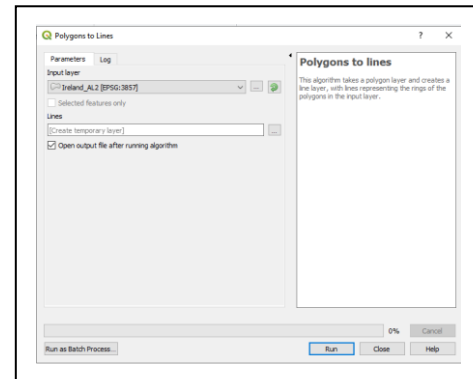 Polygons to Lines
? X
Parameters Log
Input layer
Ireland_AL2 [EPSG:3857]
...
Selected features only
Lines
[Create temporary layer]
...
Open output file after running algorithm
Polygons to lines
This algorithm takes a polygon layer and creates a
line layer, with lines representing the rings of the
polygons in the input layer.
0%
Cancel
Run as Batch Process...
Run
Close
Help